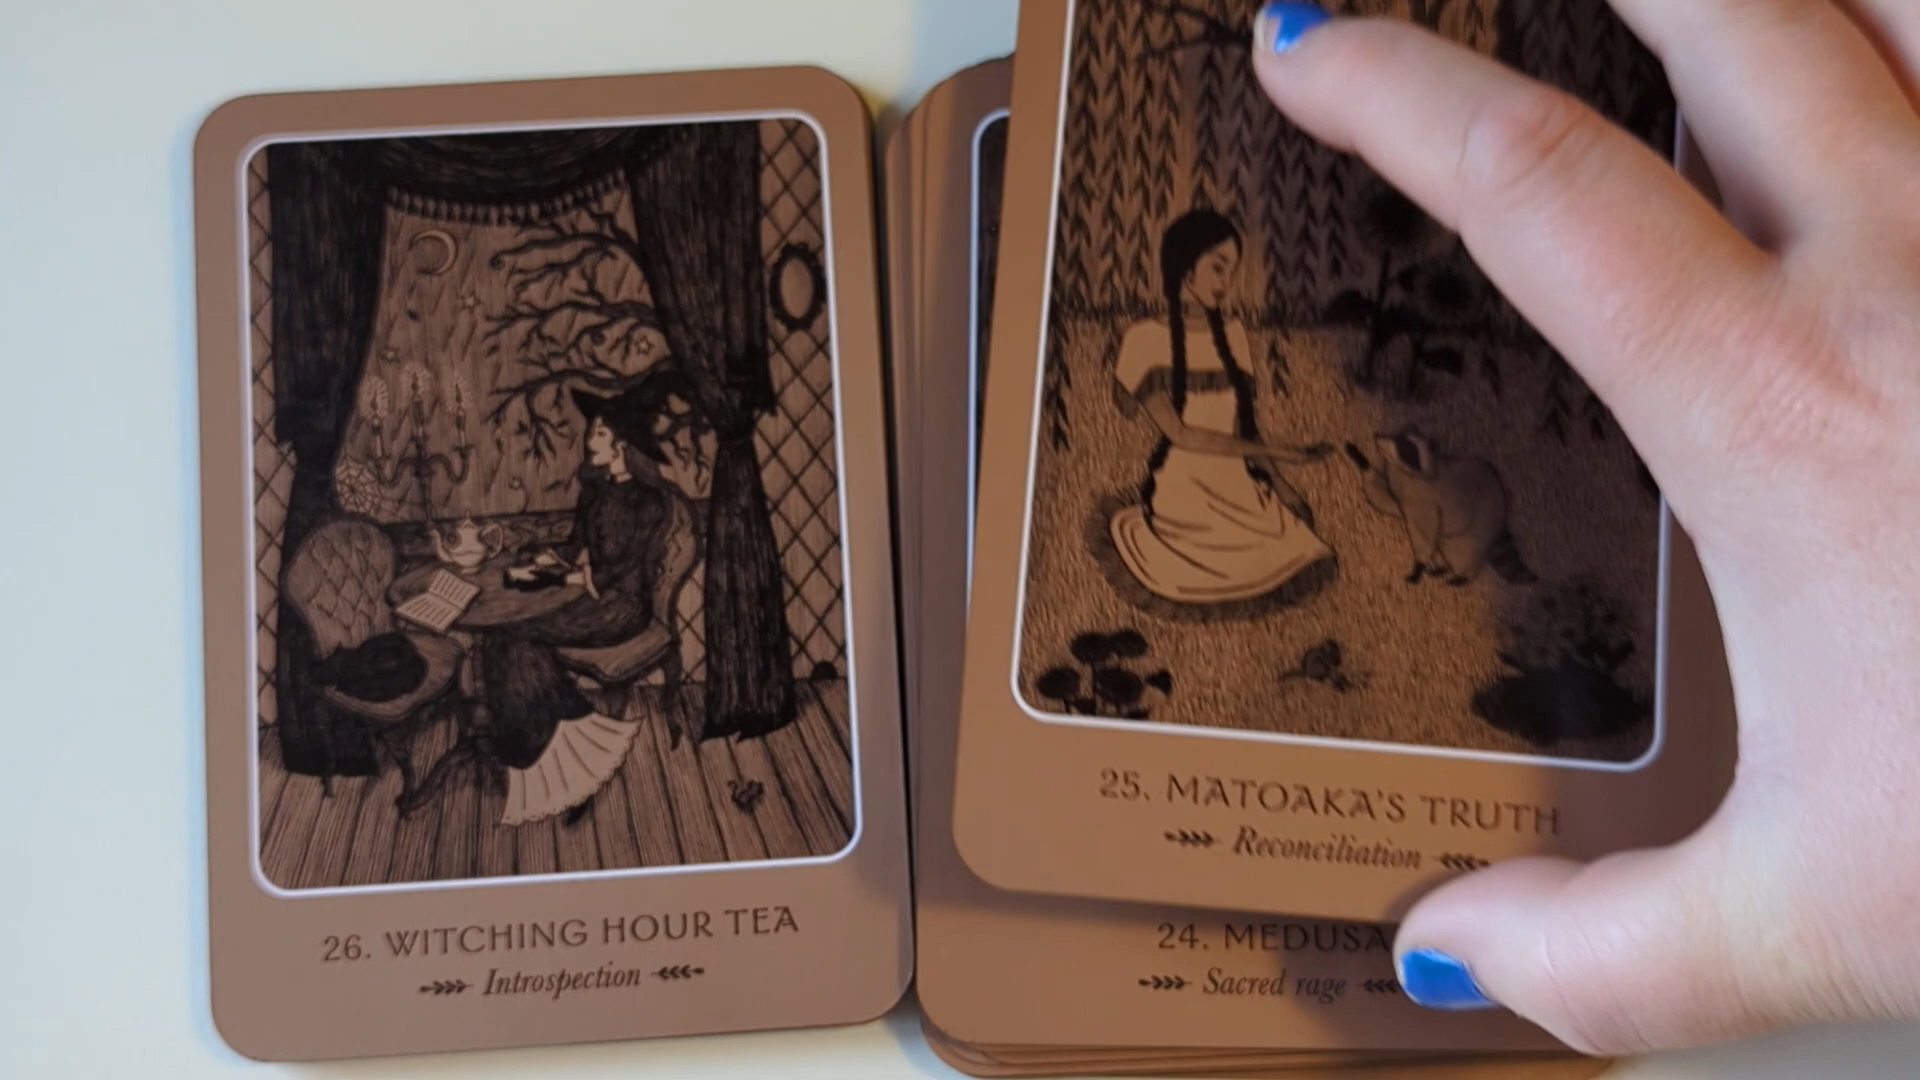 26. WITCHING HOUR TEA
Introspection
25. MATOAKA'S TRUTH
Reconciliation
24. MEDUSA
Sacred rage